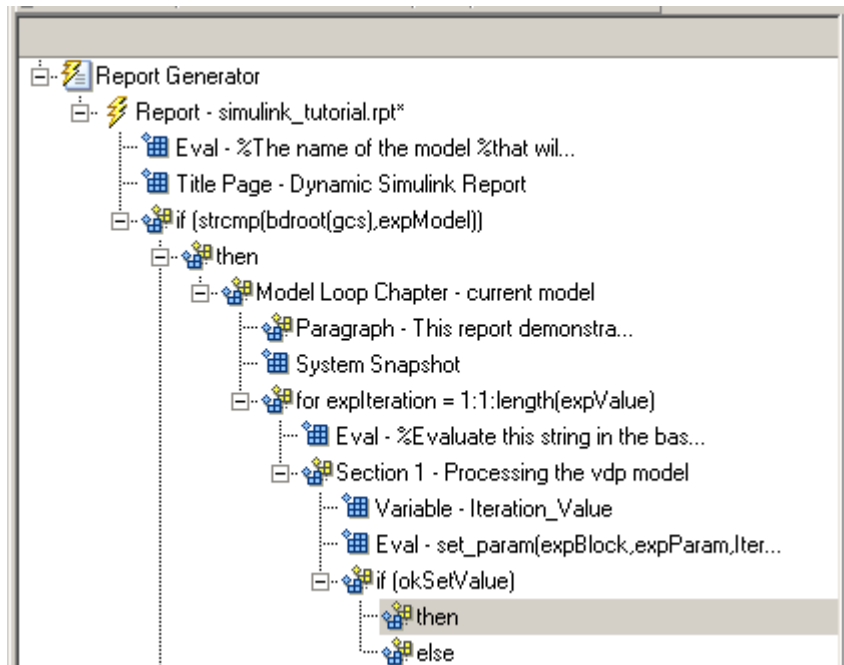 Report Generator
Report - simulink_tutorial.rpt*
Eval - %The name of the model %that wil...
Title Page - Dynamic Simulink Report
if (strcmp(bdroot(gcs),expModel))
then
Model Loop Chapter - current model
Paragraph - This report demonstra...
System Snapshot
for expIteration = 1:1:length(expValue)
Eval - %Evaluate this string in the bas...
Section 1 - Processing the vdp model
Variable - Iteration_Value
Eval - set_param(expBlock,expParam,Iter...
if (okSetValue)
then
else